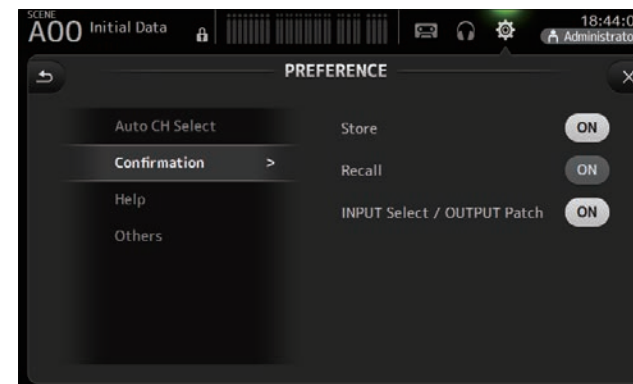 SCENE
A00 Initial Data
18:44:0
Administrato
PREFERENCE
Auto CH Select
Store ON
Confirmation >
Recall ON
Help
INPUT Select / OUTPUT Patch ON
Others